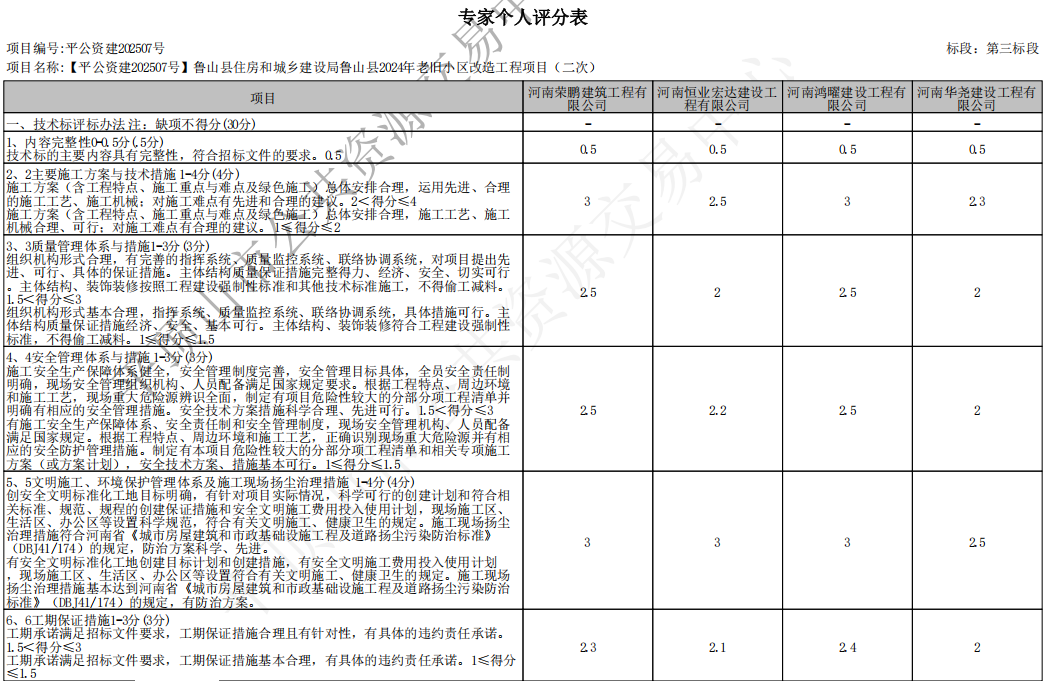 专家个人评分表
项目编号:平公资建202507号
标段：第三标段
项目名称:【平公资建202507号】鲁山县住房和城乡建设局鲁山县2024年老旧小区改造工程项目（二次）
项目
河南荣鹏建筑工程有限公司
河南恒业宏达建设工程有限公司
河南鸿曜建设工程有限公司
河南华尧建设工程有限公司
一、技术标评标办法 注：缺项不得分(30分)
-
-
-
-
1、内容完整性0-0.5分(.5分)
技术标的主要内容具有完整性，符合招标文件的要求。0.5
0.5
0.5
0.5
0.5
2、2主要施工方案与技术措施 1-4分(4分)
施工方案（含工程特点、施工重点与难点及绿色施工）总体安排合理，运用先进、合理
的施工工艺、施工机械；对施工难点有先进和合理的建议。2＜得分≤4
施工方案（含工程特点、施工重点与难点及绿色施工）总体安排合理，施工工艺、施工
机械合理、可行；对施工难点有合理的建议。1≤得分≤2
3
2.5
3
2.3
3、3质量管理体系与措施1-3分(3分)
组织机构形式合理，有完善的指挥系统、质量监控系统、联络协调系统，对项目提出先
进、可行、具体的保证措施。主体结构质量保证措施完整得力、经济、安全、切实可行
。主体结构、装饰装修按照工程建设强制性标准和其他技术标准施工，不得偷工减料。
1.5<得分≤3
组织机构形式基本合理，指挥系统、质量监控系统、联络协调系统，具体措施可行。主
体结构质量保证措施经济、安全、基本可行。主体结构、装饰装修符合工程建设强制性
标准，不得偷工减料。1≤得分≤1.5
2.5
2
2.5
2
4、4安全管理体系与措施 1-3分(3分)
施工安全生产保障体系健全，安全管理制度完善，安全管理目标具体，全员安全责任制
明确，现场安全管理组织机构、人员配备满足国家规定要求。根据工程特点、周边环境
和施工工艺，现场重大危险源辨识全面，制定有项目危险性较大的分部分项工程清单并
明确有相应的安全管理措施。安全技术方案措施科学合理、先进可行。1.5<得分≤3
有施工安全生产保障体系、安全责任制和安全管理制度，现场安全管理机构、人员配备
满足国家规定。根据工程特点、周边环境和施工工艺，正确识别现场重大危险源并有相
应的安全防护管理措施。制定有本项目危险性较大的分部分项工程清单和相关专项施工
方案（或方案计划），安全技术方案、措施基本可行。1≤得分≤1.5
2.5
2.2
2.5
2
5、5文明施工、环境保护管理体系及施工现场扬尘治理措施 1-4分(4分)
创安全文明标准化工地目标明确，有针对项目实际情况，科学可行的创建计划和符合相
关标准、规范、规程的创建保证措施和安全文明施工费用投入使用计划，现场施工区、
生活区、办公区等设置科学规范，符合有关文明施工、健康卫生的规定。施工现场扬尘
治理措施符合河南省《城市房屋建筑和市政基础设施工程及道路扬尘污染防治标准》
（DBJ41/174）的规定，防治方案科学、先进。
有安全文明标准化工地创建目标计划和创建措施，有安全文明施工费用投入使用计划
，现场施工区、生活区、办公区等设置符合有关文明施工、健康卫生的规定。施工现场
扬尘治理措施基本达到河南省《城市房屋建筑和市政基础设施工程及道路扬尘污染防治
标准》（DBJ41/174）的规定，有防治方案。
3
3
3
2.5
6、6工期保证措施1-3分(3分)
工期承诺满足招标文件要求，工期保证措施合理且有针对性，有具体的违约责任承诺。
1.5＜得分≤3
工期承诺满足招标文件要求，工期保证措施基本合理，有具体的违约责任承诺。1≤得分
≤1.5
2.3
2.1
2.4
2